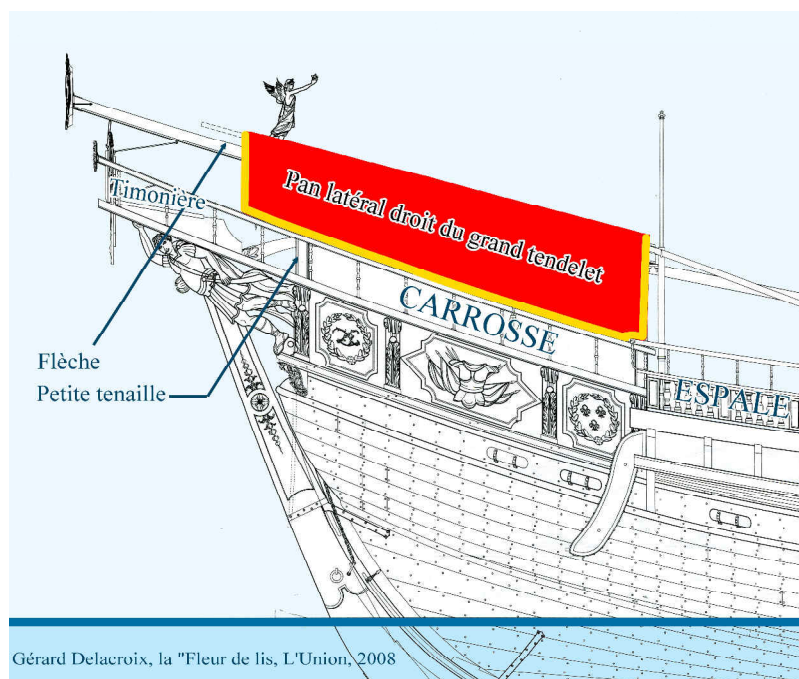 Timonière
Pan latéral droit du grand tendelet
CARROSSE
Flèche
Petite tenaille
ESPALE
Gérard Delacroix, la "Fleur de lis, L'Union, 2008